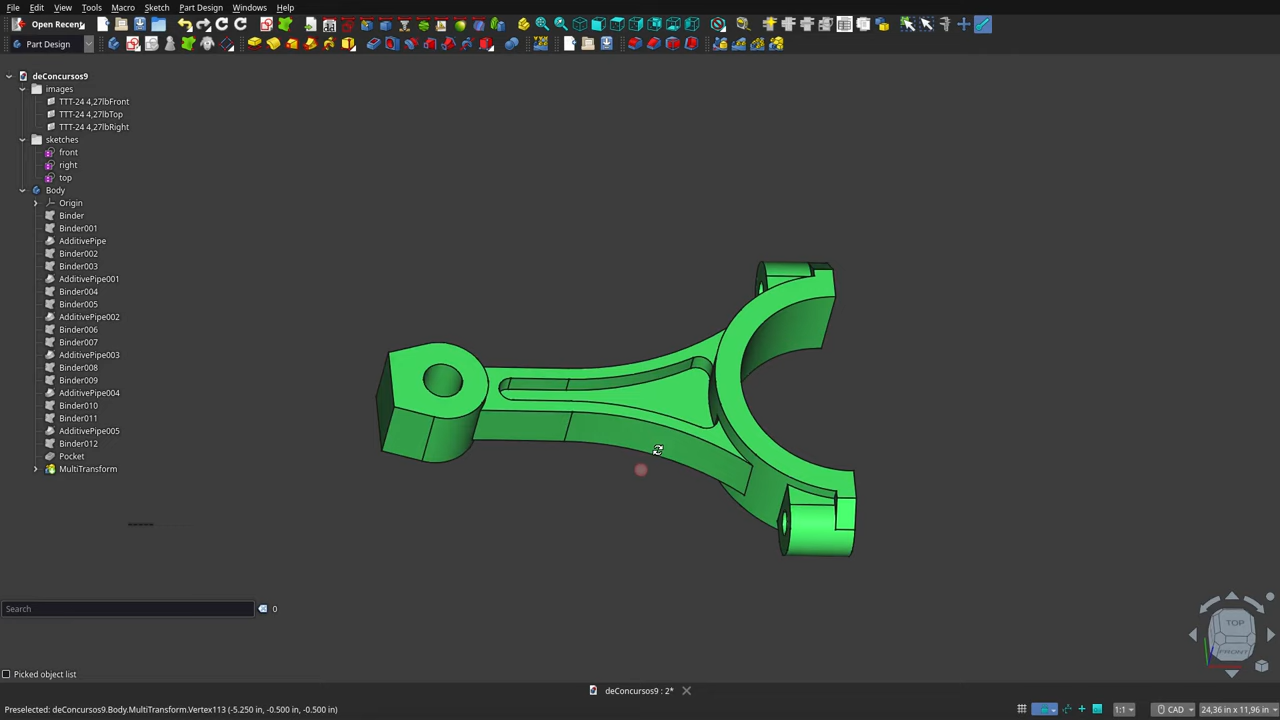 File Edit View Tools Macro Sketch Part Design Windows Help
Open Recent
Part Design
deConcursos9
images
TTT-24 4,27lbFront
TTT-24 4,27lbTop
TTT-24 4,27lbRight
sketches
front
right
top
Body
Origin
Binder
Binder001
AdditivePipe
Binder002
Binder003
AdditivePipe001
Binder004
Binder005
AdditivePipe002
Binder006
Binder007
AdditivePipe003
Binder008
Binder009
AdditivePipe004
Binder010
Binder011
AdditivePipe005
Binder012
Pocket
MultiTransform
Search 0
TOP
FRONT
Picked object list
deConcursos9 : 2*
Preselected: deConcursos9.Body.MultiTransform.Vertex113 (-5.250 in, -0.500 in, -0.500 in) 1:1 CAD 24,36 in x 11,96 in